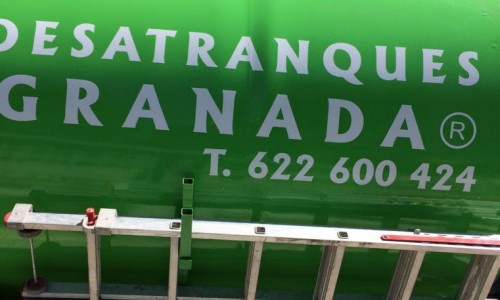 DESATRANQUES
GRANADA®
T. 622 600 424